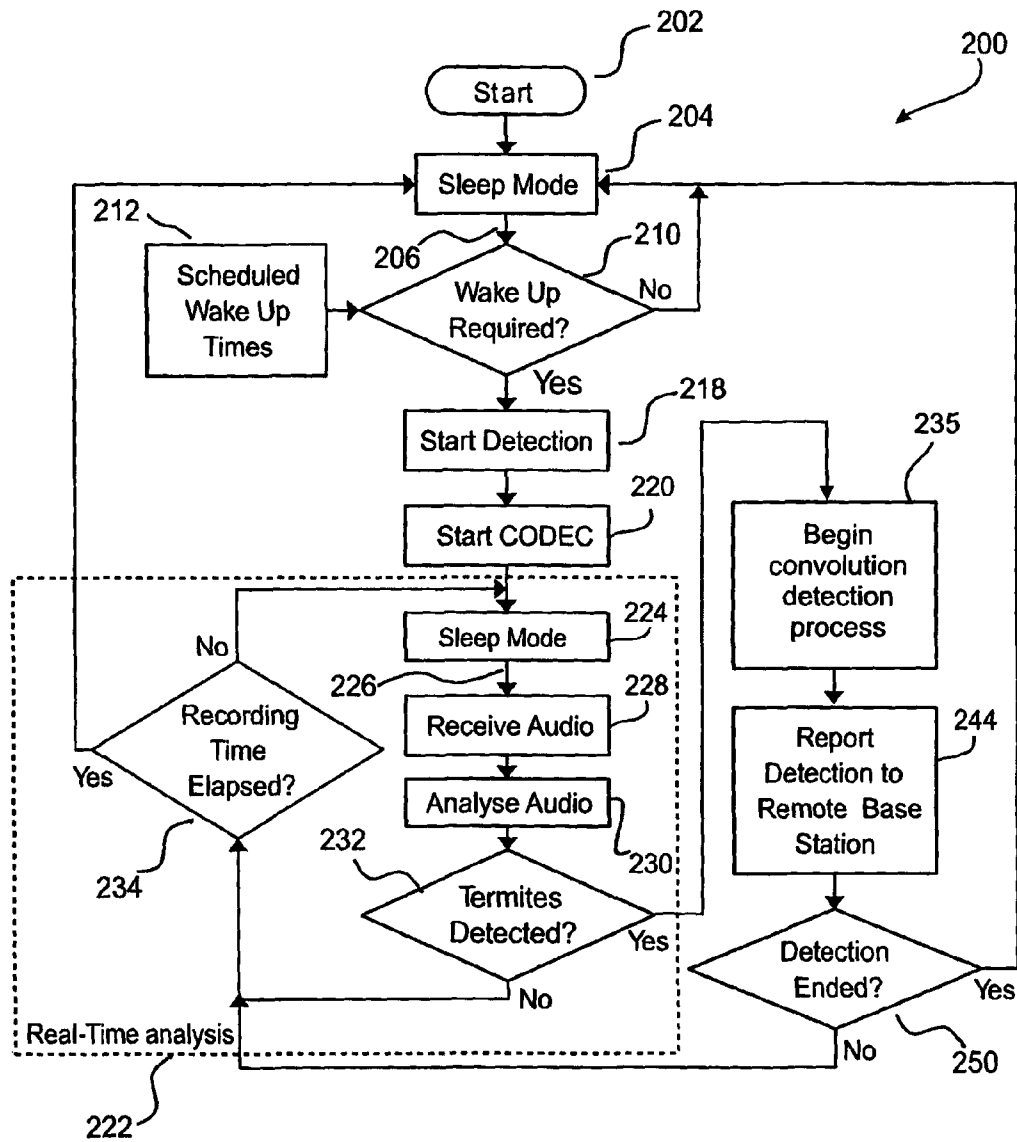 202
200
Start
204
Sleep Mode
212
206
210
Scheduled
Wake Up
Times
Wake Up
Required?
No
Yes
218
Start Detection
235
220
Start CODEC
Begin
convolution
detection
process
No
Sleep Mode
224
226
228
Recording
Time
Elapsed?
Receive Audio
Report
Detection to
Remote Base
Station
244
Yes
Analyse Audio
232
230
234
Termites
Detected?
Yes
Detection
Ended?
Yes
No
Real-Time analysis
No
250
222